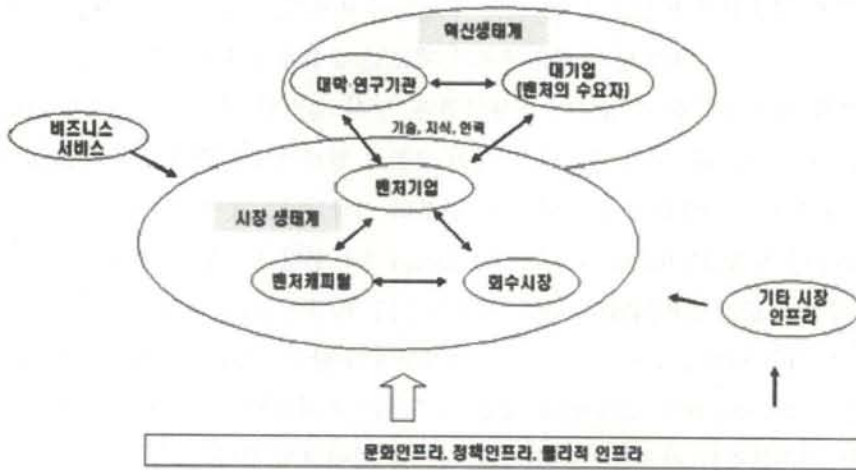 혁신생태계
대학·연구기관
대기업
(벤처의 수요자)
비즈니스
서비스
기술, 지식, 인력
벤처기업
시장 생태계
벤처캐피털
회수시장
기타 시장
인프라
문화인프라, 정책인프라, 물리적 인프라